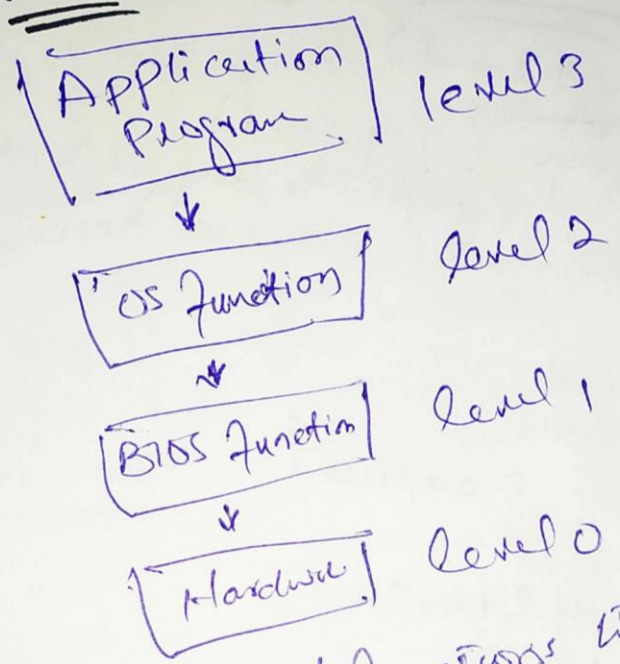 Application
Program
level 3
OS Function
level 2
BIOS Function
level 1
Hardware
level 0